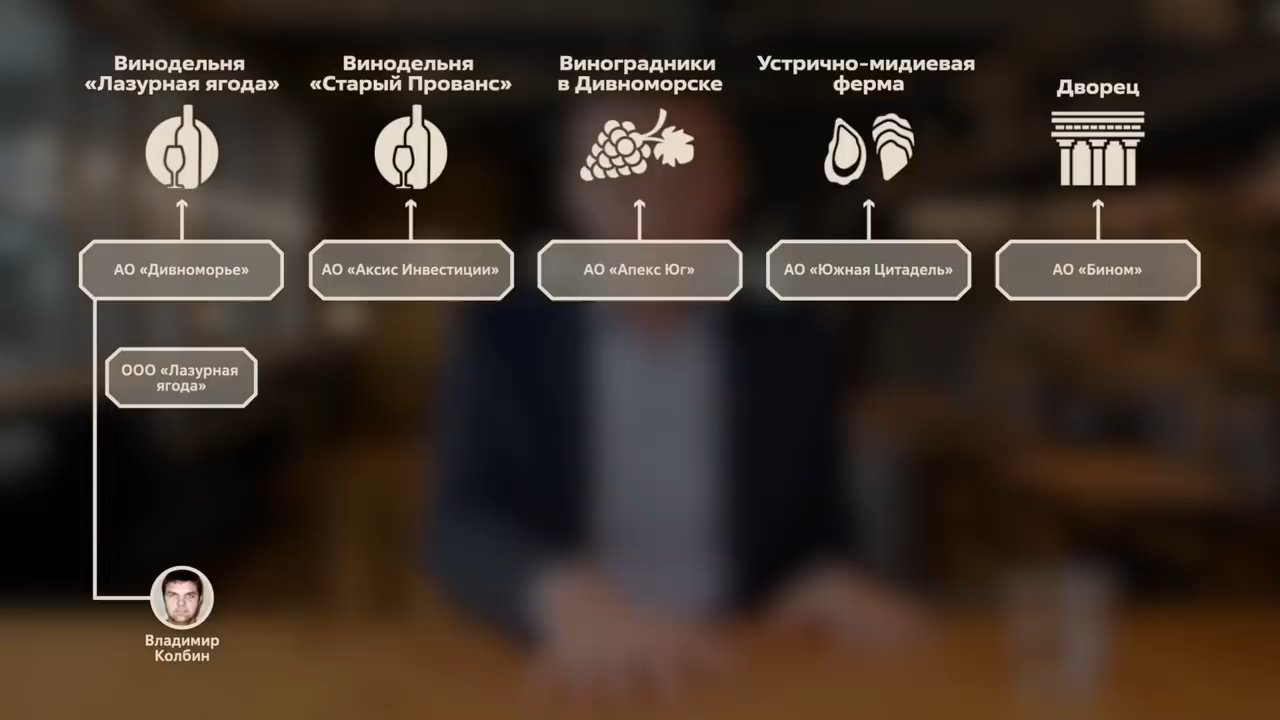 Винодельня
«Лазурная ягода»
Винодельня
«Старый Прованс»
Виноградники
в Дивноморске
Устрично-мидиевая
ферма
Дворец
АО «Дивноморье»
АО «Аксис Инвестиции»
АО «Апекс Юг»
АО «Южная Цитадель»
АО «Бином»
ООО «Лазурная
ягода»
Владимир
Колбин